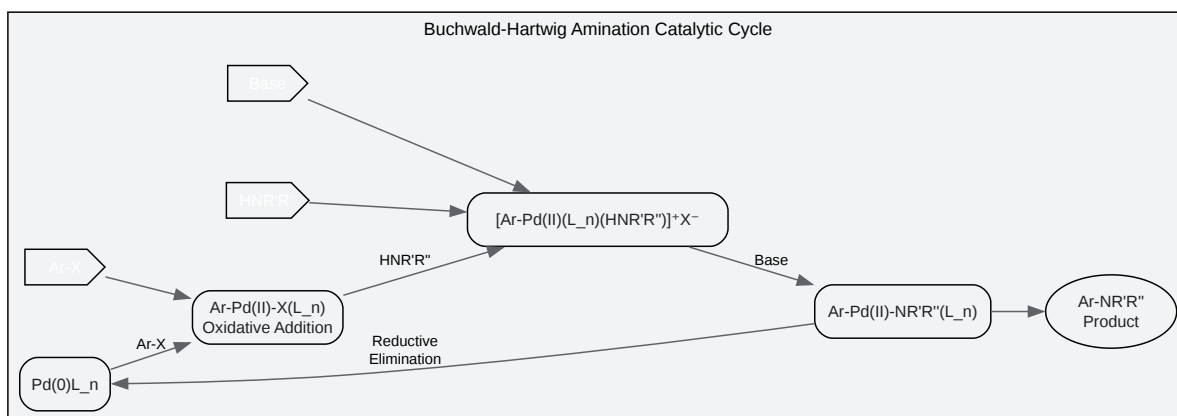 Buchwald-Hartwig Amination Catalytic Cycle
Base
HNR'R"
[Ar-Pd(II)(L_n)(HNR'R")]⁺X⁻
Ar-X
HNR'R"
Base
Ar-Pd(II)-X(L_n)
Oxidative Addition
Ar-Pd(II)-NR'R"(L_n)
Ar-NR'R"
Product
Ar-X
Reductive
Elimination
Pd(0)L_n